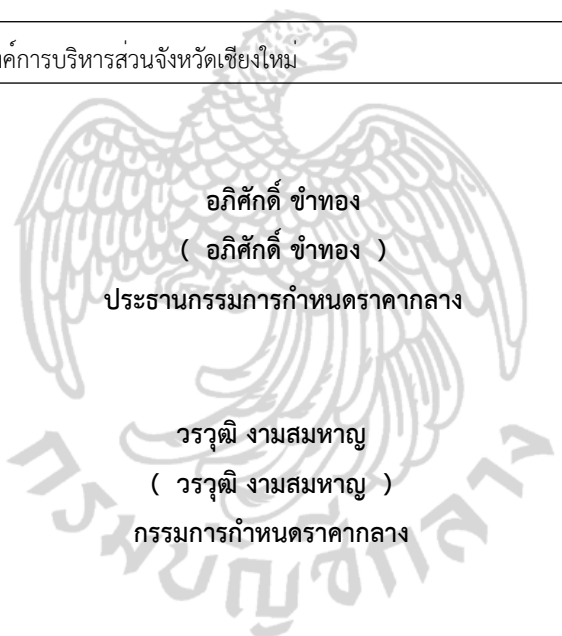 องค์การบริหารส่วนจังหวัดเชียงใหม่
อภิศักดิ์ ขำทอง
( อภิศักดิ์ ขำทอง )
ประธานกรรมการกำหนดราคากลาง
วรวุฒิ งามสมหาญ
( วรวุฒิ งามสมหาญ )
กรรมการกำหนดราคากลาง
กรมบัญชีกลาง